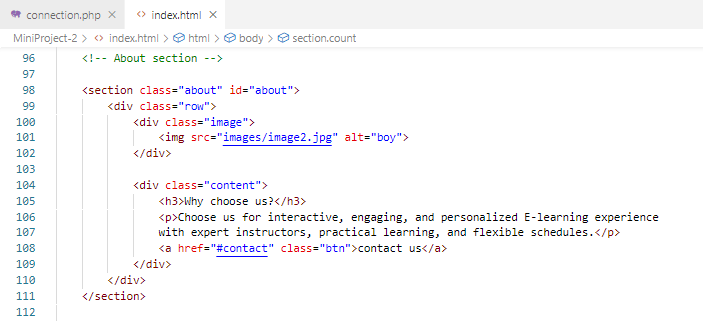 connection.php index.html
MiniProject-2 > index.html > html > body > section.count
96 <!-- About section -->
97
98 <section class="about" id="about">
99 <div class="row">
100 <div class="image">
101 <img src="images/image2.jpg" alt="boy">
102 </div>
103
104 <div class="content">
105 <h3>Why choose us?</h3>
106 <p>Choose us for interactive, engaging, and personalized E-learning experience
107 with expert instructors, practical learning, and flexible schedules.</p>
108 <a href="#contact" class="btn">contact us</a>
109 </div>
110 </div>
111 </section>
112